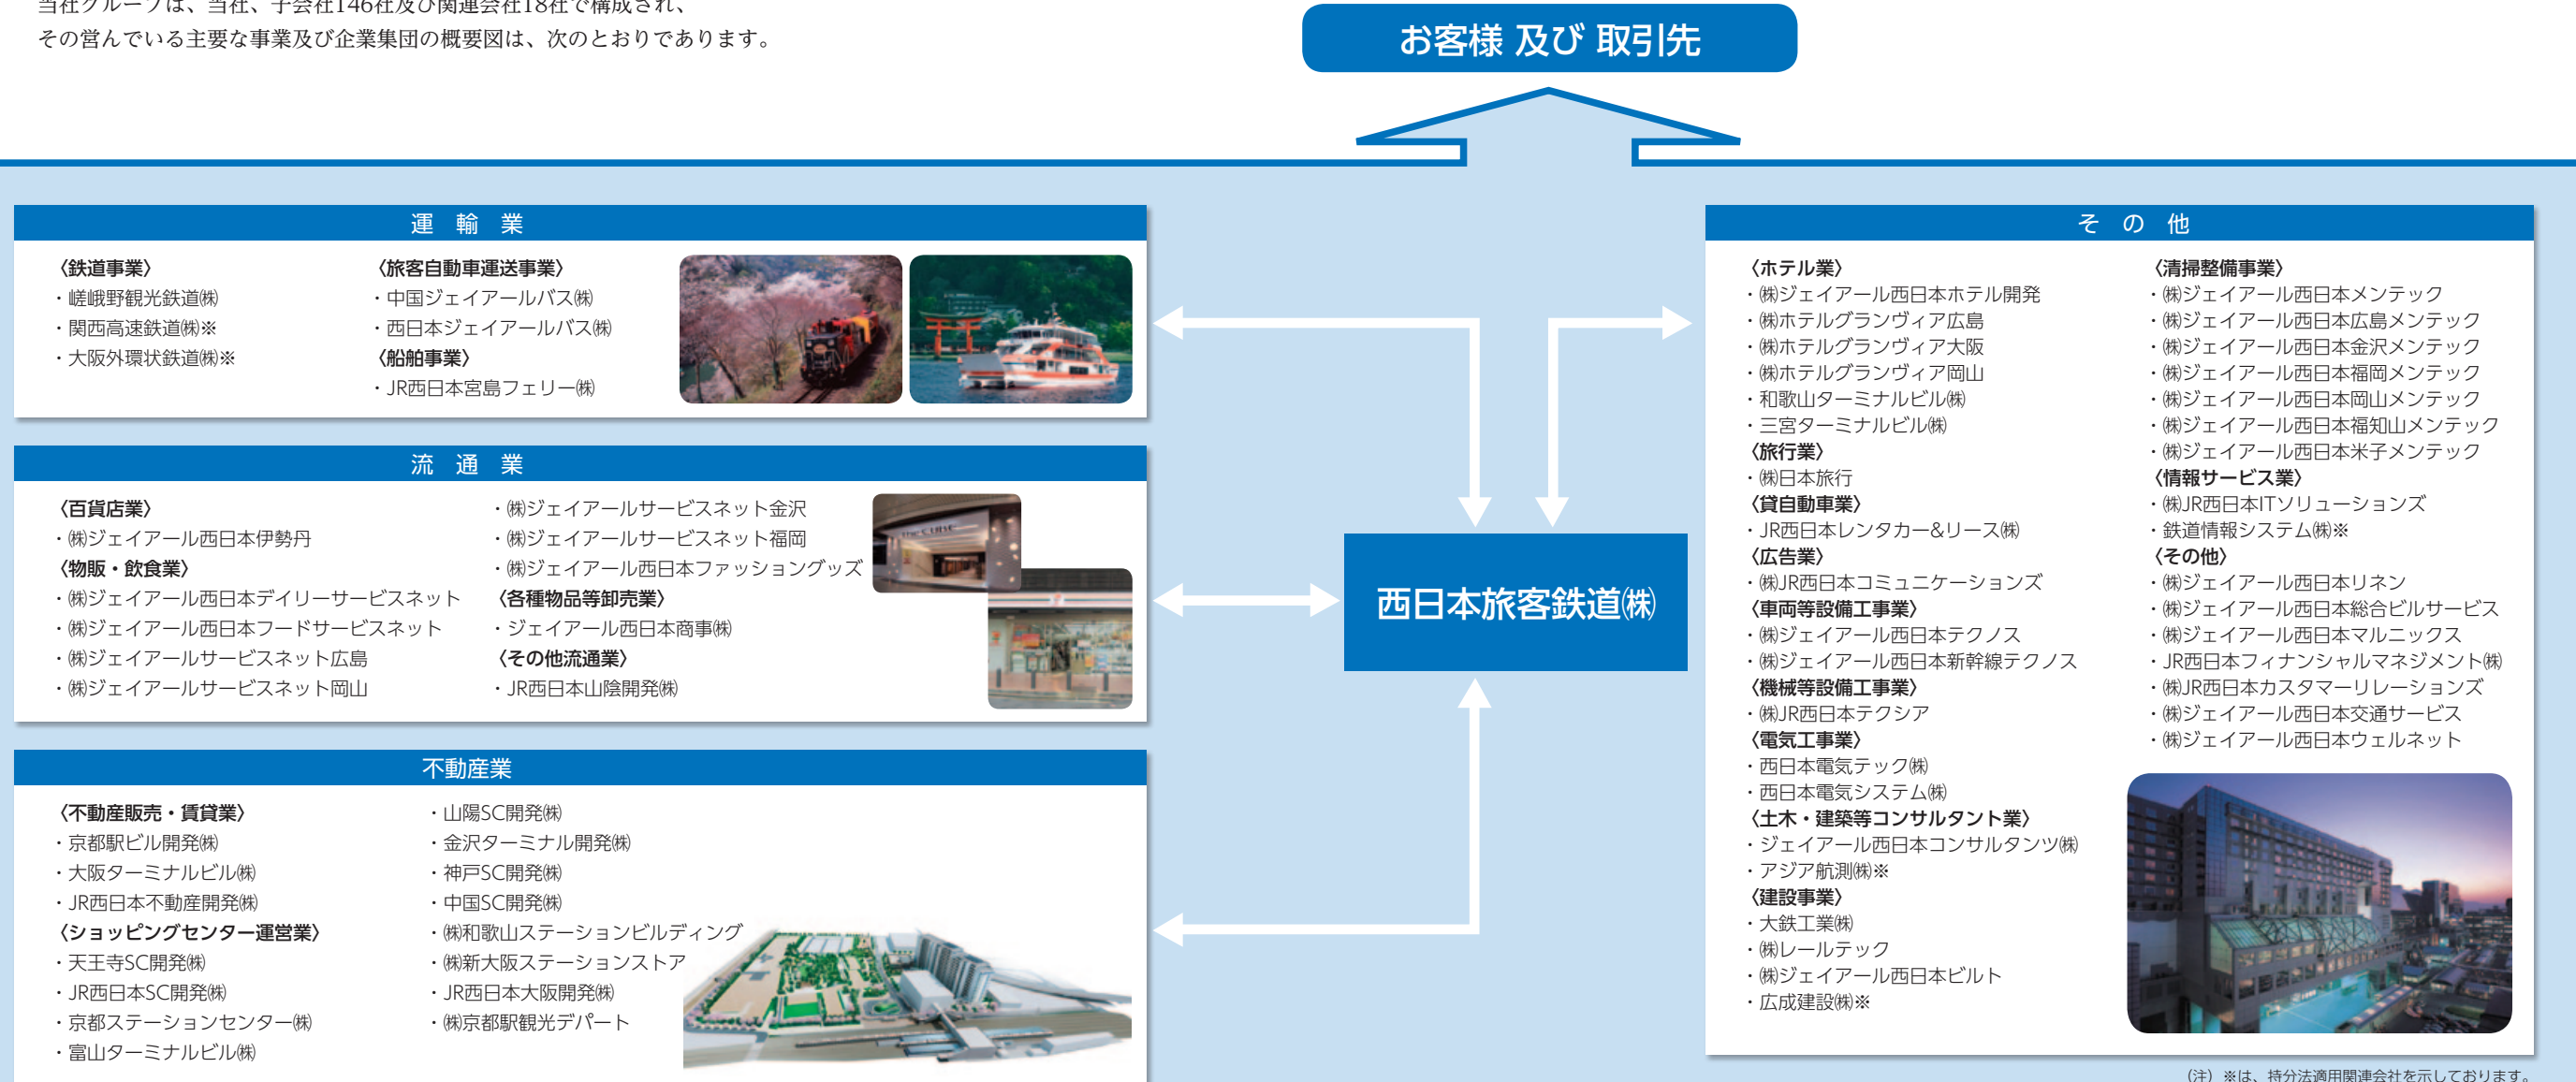 当社グループは、当社、子会社146社及び関連会社18社で構成され、
その営んでいる主要な事業及び企業集団の概要図は、次のとおりであります。
お客様 及び 取引先
運輸業
〈鉄道事業〉
・嵯峨野観光鉄道㈱
・関西高速鉄道㈱※
・大阪外環状鉄道㈱※
〈旅客自動車運送事業〉
・中国ジェイアールバス㈱
・西日本ジェイアールバス㈱
〈船舶事業〉
・JR西日本宮島フェリー㈱
流通業
〈百貨店業〉
・㈱ジェイアール西日本伊勢丹
〈物販・飲食業〉
・㈱ジェイアール西日本デイリーサービスネット
・㈱ジェイアール西日本フードサービスネット
・㈱ジェイアールサービスネット広島
・㈱ジェイアールサービスネット岡山
・㈱ジェイアールサービスネット金沢
・㈱ジェイアールサービスネット福岡
・㈱ジェイアール西日本ファッショングッズ
〈各種物品等卸売業〉
・ジェイアール西日本商事㈱
〈その他流通業〉
・JR西日本山陰開発㈱
不動産業
〈不動産販売・賃貸業〉
・京都駅ビル開発㈱
・大阪ターミナルビル㈱
・JR西日本不動産開発㈱
〈ショッピングセンター運営業〉
・天王寺SC開発㈱
・JR西日本SC開発㈱
・京都ステーションセンター㈱
・富山ターミナルビル㈱
・山陽SC開発㈱
・金沢ターミナル開発㈱
・神戸SC開発㈱
・中国SC開発㈱
・㈱和歌山ステーションビルディング
・㈱新大阪ステーションストア
・JR西日本大阪開発㈱
・㈱京都駅観光デパート
西日本旅客鉄道㈱
その他
〈ホテル業〉
・㈱ジェイアール西日本ホテル開発
・㈱ホテルグランヴィア広島
・㈱ホテルグランヴィア大阪
・㈱ホテルグランヴィア岡山
・和歌山ターミナルビル㈱
・三宮ターミナルビル㈱
〈旅行業〉
・㈱日本旅行
〈貸自動車業〉
・JR西日本レンタカー&リース㈱
〈広告業〉
・㈱JR西日本コミュニケーションズ
〈車両等設備工事業〉
・㈱ジェイアール西日本テクノス
・㈱ジェイアール西日本新幹線テクノス
〈機械等設備工事業〉
・㈱JR西日本テクシア
〈電気工事業〉
・西日本電気テック㈱
・西日本電気システム㈱
〈土木・建築等コンサルタント業〉
・ジェイアール西日本コンサルタンツ㈱
・アジア航測㈱※
〈建設事業〉
・大鉄工業㈱
・㈱レールテック
・㈱ジェイアール西日本ビルト
・広成建設㈱※
〈清掃整備事業〉
・㈱ジェイアール西日本メンテック
・㈱ジェイアール西日本広島メンテック
・㈱ジェイアール西日本金沢メンテック
・㈱ジェイアール西日本福岡メンテック
・㈱ジェイアール西日本岡山メンテック
・㈱ジェイアール西日本福知山メンテック
・㈱ジェイアール西日本米子メンテック
〈情報サービス業〉
・㈱JR西日本ITソリューションズ
・鉄道情報システム㈱※
〈その他〉
・㈱ジェイアール西日本リネン
・㈱ジェイアール西日本総合ビルサービス
・㈱ジェイアール西日本マルニックス
・JR西日本フィナンシャルマネジメント㈱
・㈱JR西日本カスタマーリレーションズ
・㈱ジェイアール西日本交通サービス
・㈱ジェイアール西日本ウェルネット
（注）※は、持分法適用関連会社を示しております。